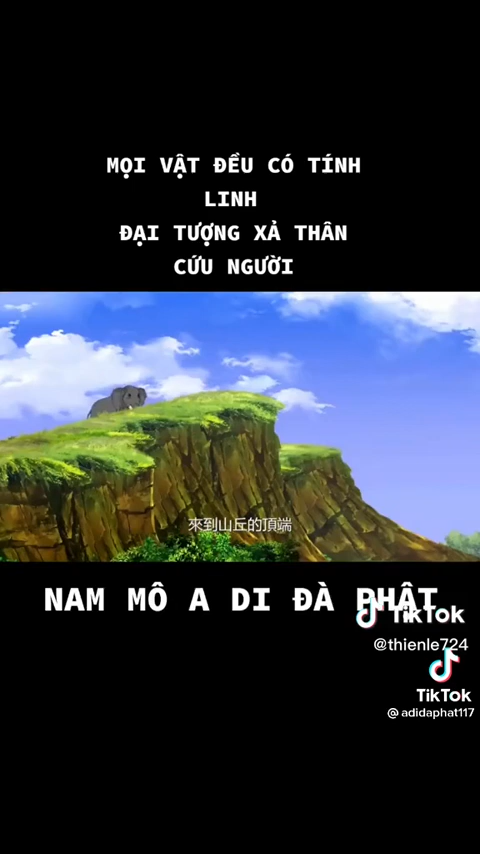 MỌI VẬT ĐỀU CÓ TÍNH
LINH
ĐẠI TƯỢNG XẢ THÂN
CỨU NGƯỜI
來到山丘的頂端
NAM MÔ A DI ĐÀ PHẬT
TikTok
@thienle724
TikTok
@adidaphat117